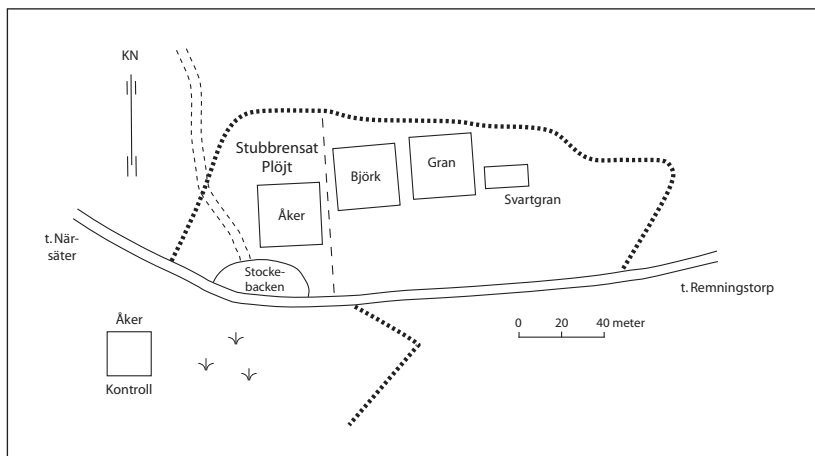 KN
Stubbrensat
Plöjt
Björk
Gran
Svartgran
Åker
t. När-
säter
Stocke-
backen
t. Remningstorp
0 20 40 meter
Åker
Kontroll